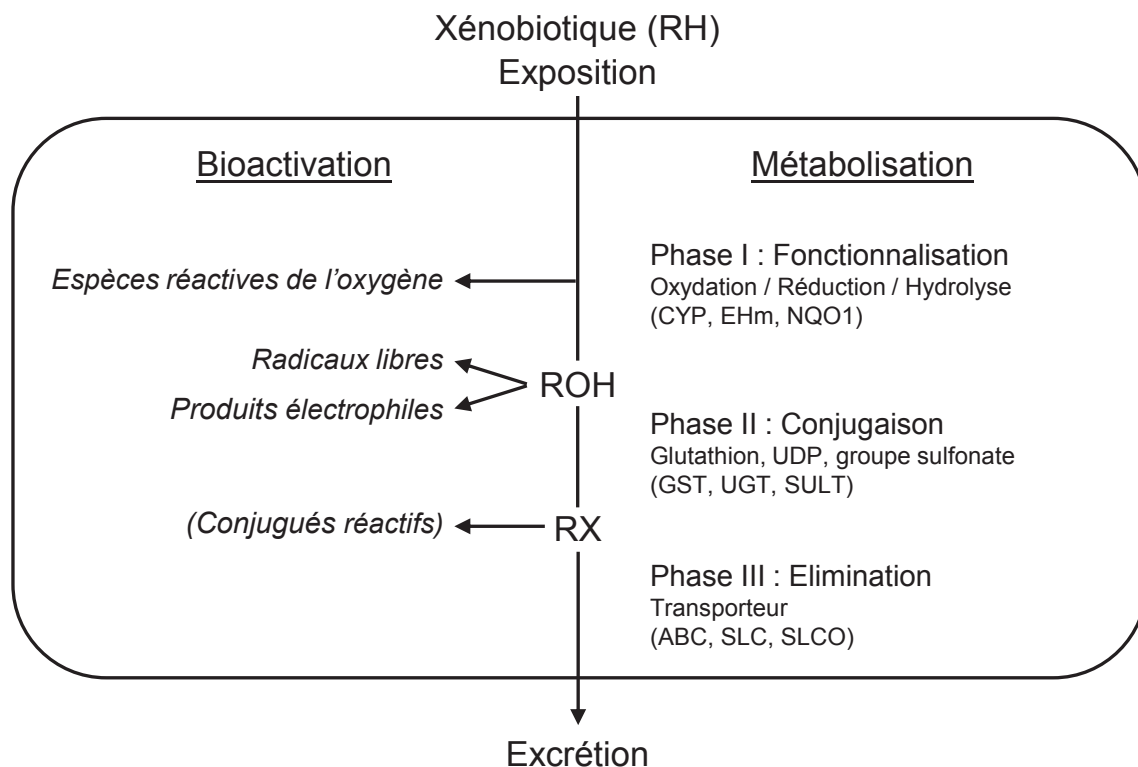 Xénobiotique (RH)
Exposition
Bioactivation
Métabolisation
Espèces réactives de l'oxygène
Phase I : Fonctionnalisation
Oxydation / Réduction / Hydrolyse
(CYP, EHm, NQO1)
Radicaux libres
Produits électrophiles
ROH
Phase II : Conjugaison
Glutathion, UDP, groupe sulfonate
(GST, UGT, SULT)
(Conjugués réactifs)
RX
Phase III : Elimination
Transporteur
(ABC, SLC, SLCO)
Excrétion